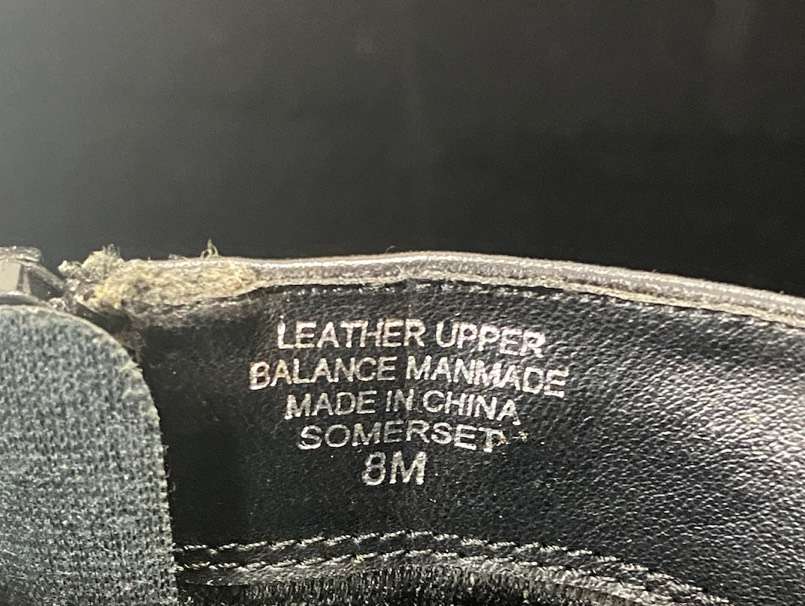 LEATHER UPPER
BALANCE MANMADE
MADE IN CHINA
SOMERSET
8M